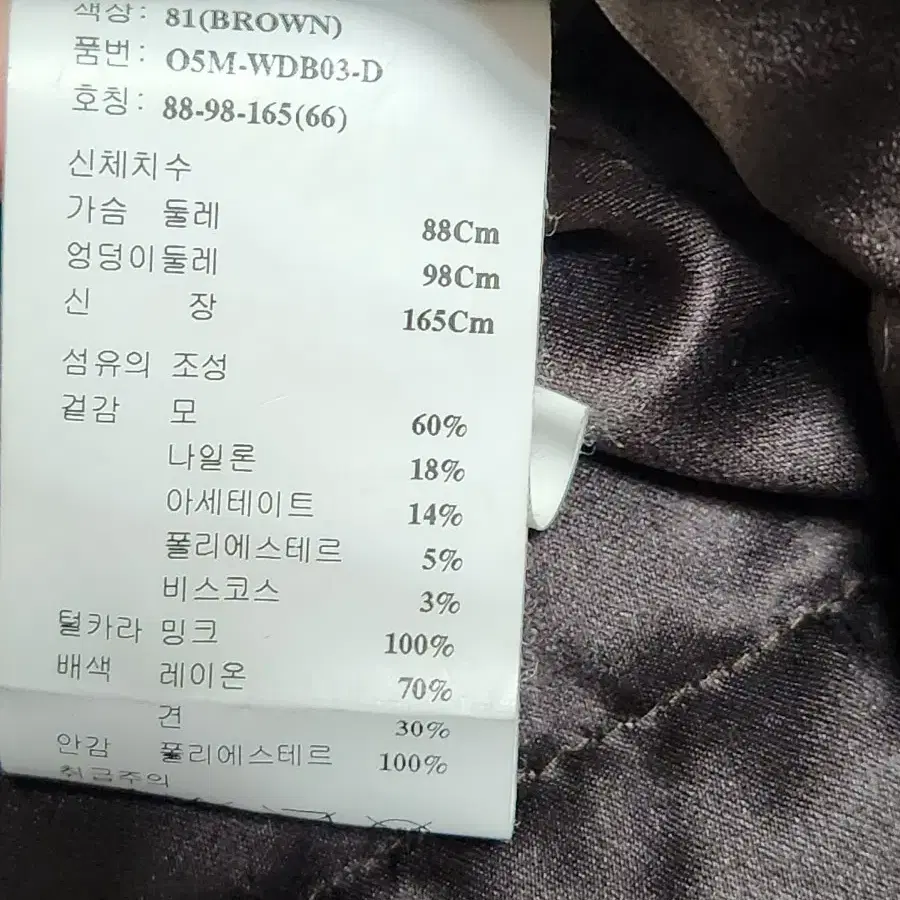 색상: 81(BROWN)
품번: O5M-WDB03-D
호칭: 88-98-165(66)
신체치수
가슴 둘레 88Cm
엉덩이둘레 98Cm
신 장 165Cm
섬유의 조성
겉감 모 60%
나일론 18%
아세테이트 14%
폴리에스테르 5%
비스코스 3%
털카라 밍크 100%
배색 레이온 70%
견 30%
안감 폴리에스테르 100%
취급주의